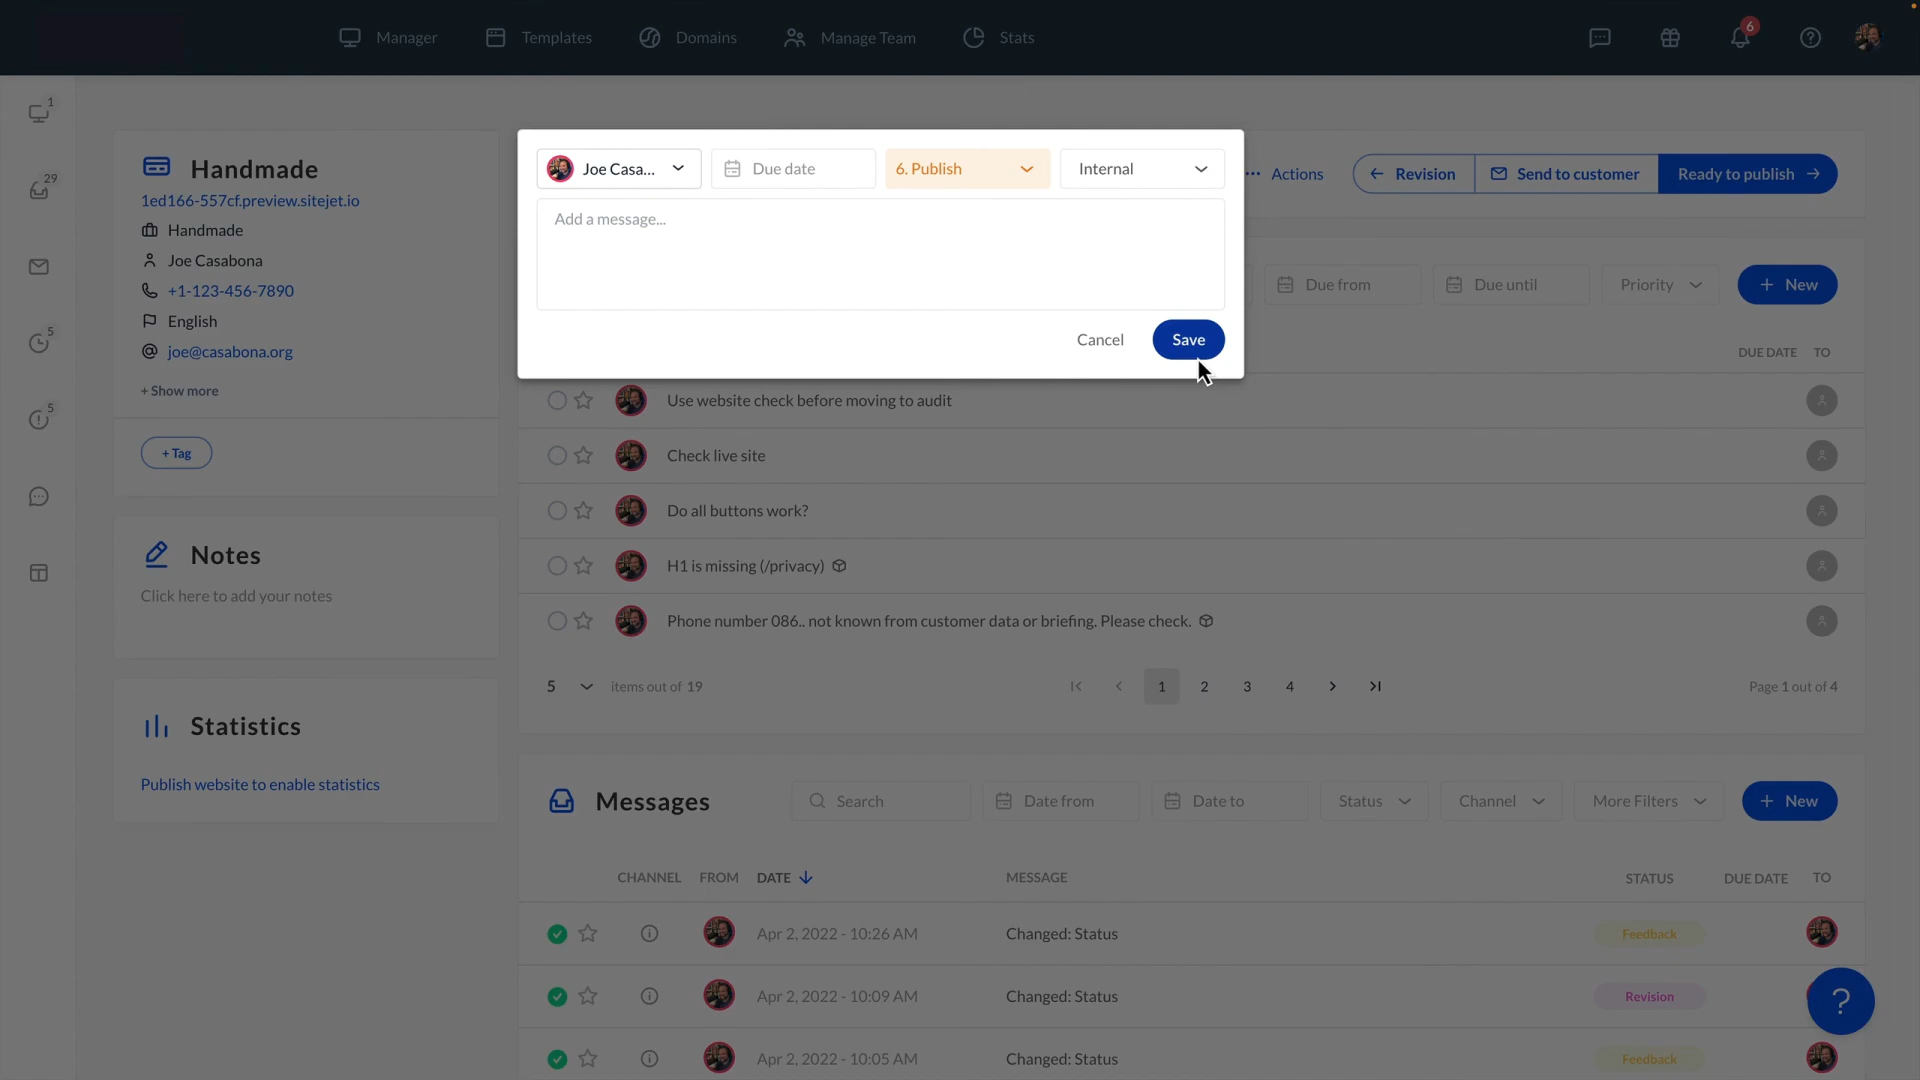 Manager
Templates
Domains
Manage Team
Stats
6
1
29
5
5
Handmade
1ed166-557cf.preview.sitejet.io
Handmade
Joe Casabona
+1-123-456-7890
English
joe@casabona.org
+ Show more
+ Tag
Notes
Click here to add your notes
Statistics
Publish website to enable statistics
Joe Casa...
Due date
6. Publish
Internal
Add a message...
Cancel
Save
Actions
Revision
Send to customer
Ready to publish
Due from
Due until
Priority
New
DUE DATE TO
Use website check before moving to audit
Check live site
Do all buttons work?
H1 is missing (/privacy)
Phone number 086.. not known from customer data or briefing. Please check.
5 items out of 19
1 2 3 4
Page 1 out of 4
Messages
Search
Date from
Date to
Status
Channel
More Filters
New
CHANNEL FROM DATE MESSAGE STATUS DUE DATE TO
Apr 2, 2022 - 10:26 AM Changed: Status Feedback
Apr 2, 2022 - 10:09 AM Changed: Status Revision
Apr 2, 2022 - 10:05 AM Changed: Status Feedback
?